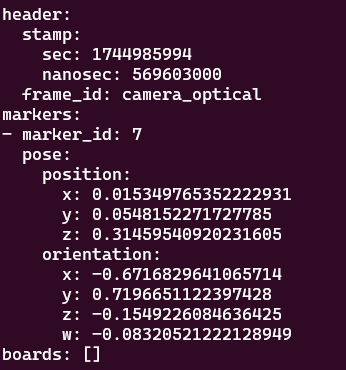 header:
  stamp:
    sec: 1744985994
    nanosec: 569603000
  frame_id: camera_optical
markers:
- marker_id: 7
  pose:
    position:
      x: 0.015349765352222931
      y: 0.0548152271727785
      z: 0.31459540920231605
    orientation:
      x: -0.6716829641065714
      y: 0.7196651122397428
      z: -0.1549226084636425
      w: -0.08320521222128949
boards: []